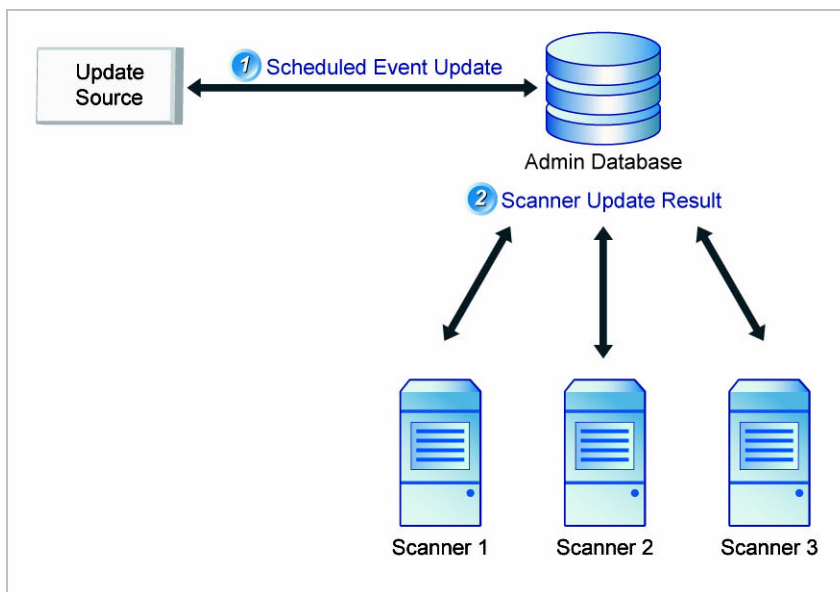 Update
Source
1 Scheduled Event Update
Admin Database
2 Scanner Update Result
Scanner 1
Scanner 2
Scanner 3